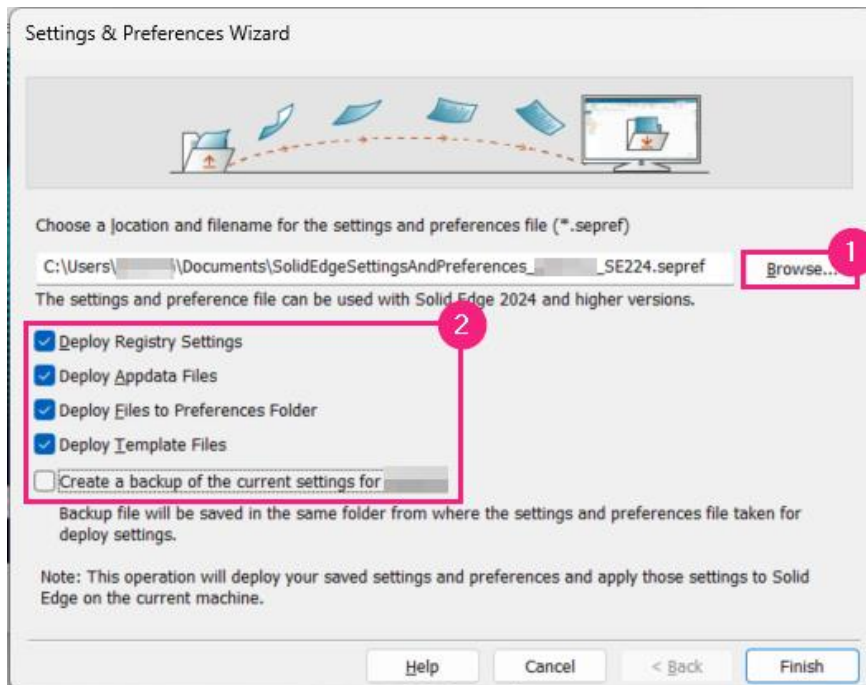 Settings & Preferences Wizard
Choose a location and filename for the settings and preferences file (*.sepref)
C:\Users\ \Documents\SolidEdgeSettingsAndPreferences_ _SE224.sepref
Browse...
1
The settings and preference file can be used with Solid Edge 2024 and higher versions.
2
Deploy Registry Settings
Deploy Appdata Files
Deploy Files to Preferences Folder
Deploy Template Files
Create a backup of the current settings for
Backup file will be saved in the same folder from where the settings and preferences file taken for
deploy settings.
Note: This operation will deploy your saved settings and preferences and apply those settings to Solid
Edge on the current machine.
Help
Cancel
< Back
Finish